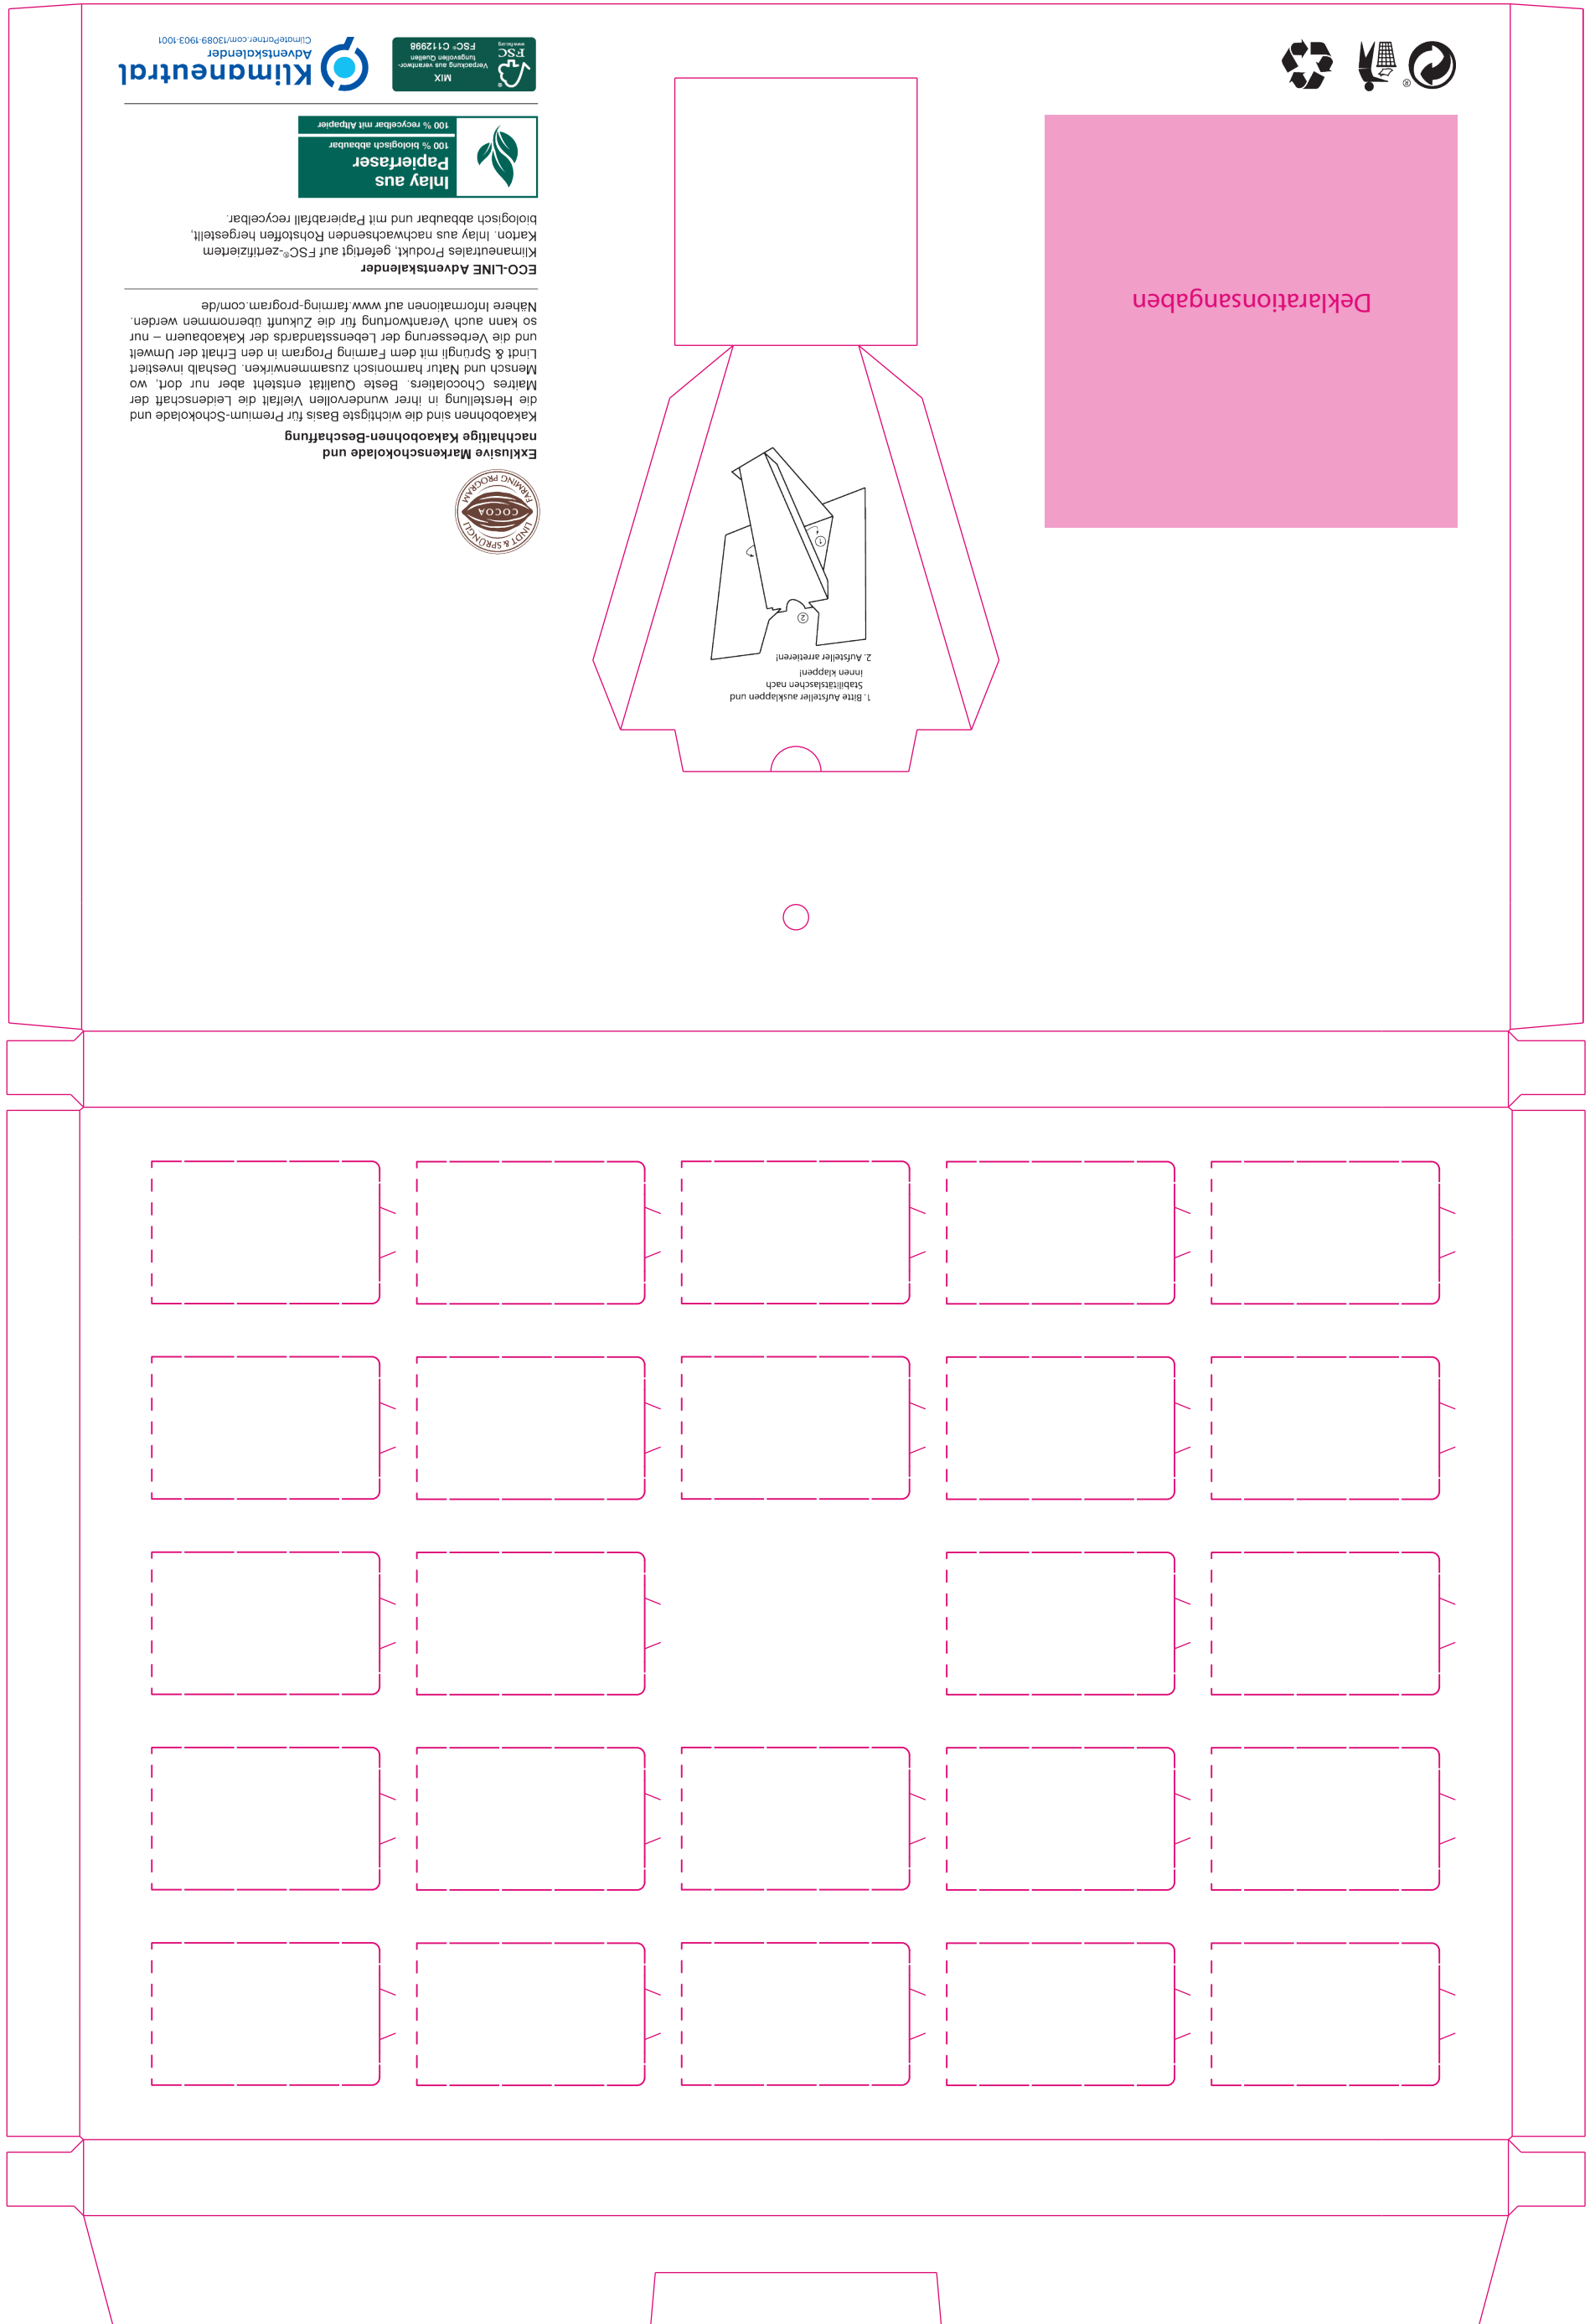 1. Bitte Aufsteller ausklappen und
Stabilitätslaschen nach
innen klappen!
2. Aufsteller arretieren!
2
1
LINDT & SPRÜNGLI
COCOA
FARMING PROGRAM
Exklusive Markenschokolade und
nachhaltige Kakaobohnen-Beschaffung
Kakaobohnen sind die wichtigste Basis für Premium-Schokolade und
die Herstellung in ihrer wundervollen Vielfalt die Leidenschaft der
Maitres Chocolatiers. Beste Qualität entsteht aber nur dort, wo
Mensch und Natur harmonisch zusammenwirken. Deshalb investiert
Lindt & Sprüngli mit dem Farming Program in den Erhalt der Umwelt
und die Verbesserung der Lebensstandards der Kakaobauern – nur
so kann auch Verantwortung für die Zukunft übernommen werden.
Nähere Informationen auf www.farming-program.com/de
ECO-LINE Adventskalender
Klimaneutrales Produkt, gefertigt auf FSC®-zertifiziertem
Karton. Inlay aus nachwachsenden Rohstoffen hergestellt,
biologisch abbaubar und mit Papierabfall recycelbar.
Inlay aus
Papierfaser
100 % biologisch abbaubar
100 % recycelbar mit Altpapier
®
FSC
www.fsc.org
MIX
Verpackung aus verantwor-
tungsvollen Quellen
FSC® C112998
Klimaneutral
Adventskalender
ClimatePartner.com/13089-1903-1001
Deklarationsangaben
®